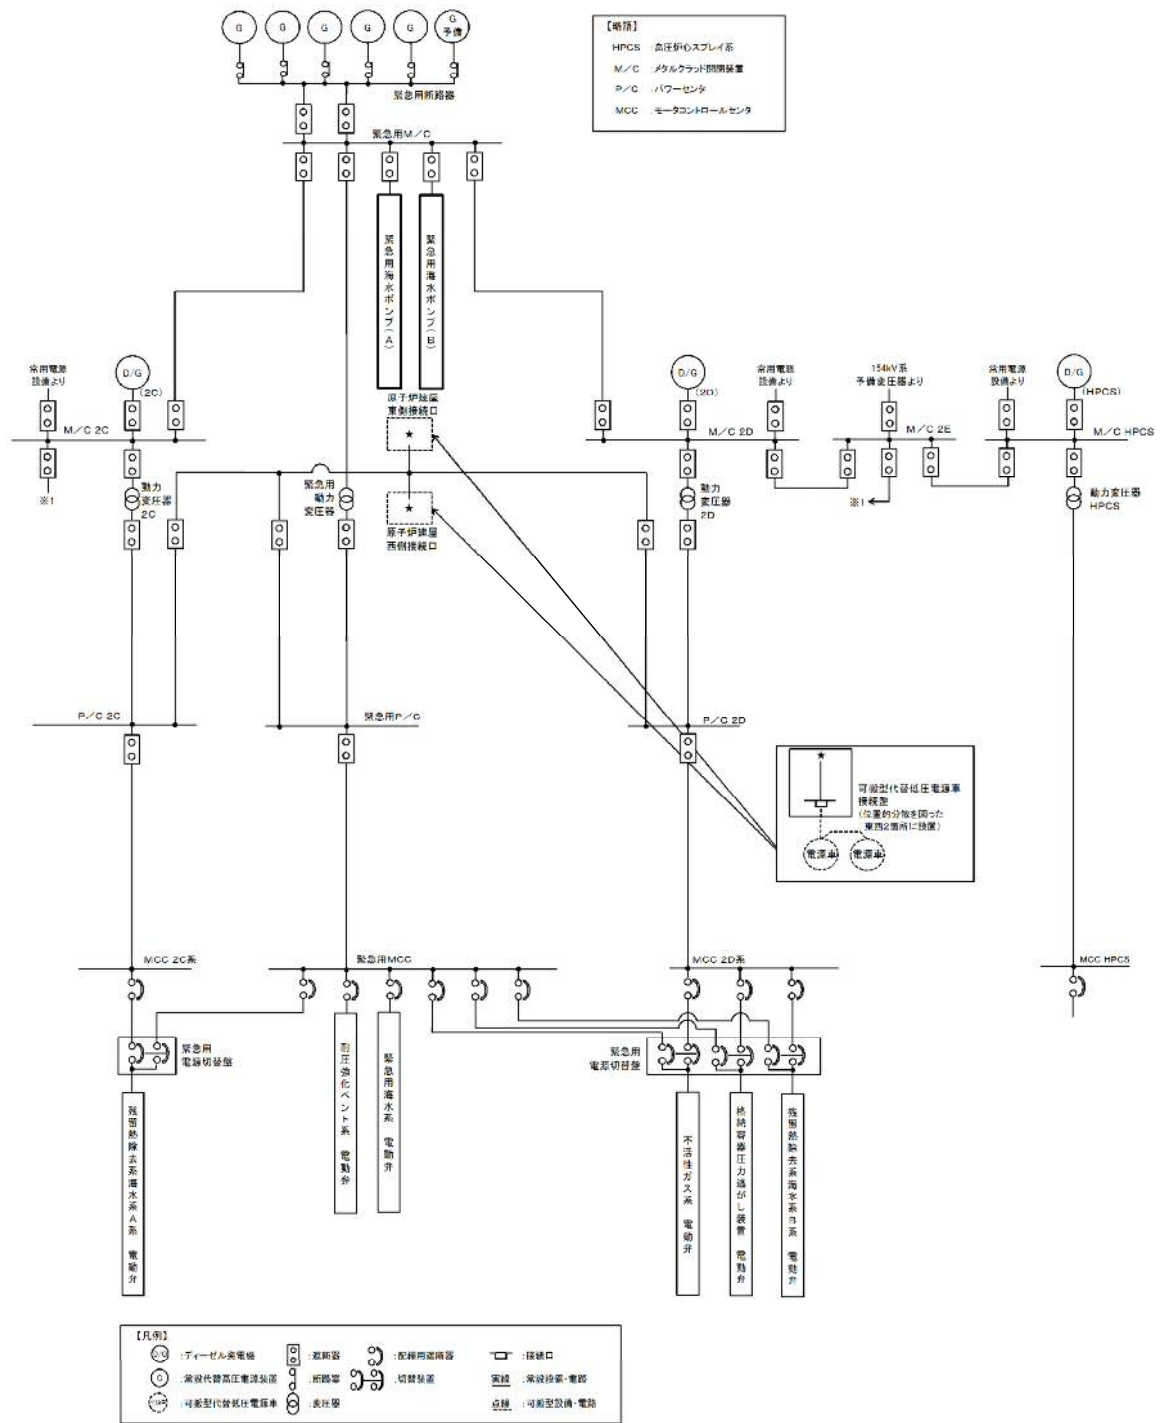 G
G
G
G
G
G
予備
緊急用断路器
【略語】
HPCS :高圧炉心スプレイ系
M/C :メタルクラッド開閉装置
P/C :パワーセンタ
MCC :モータコントロールセンタ
緊急用M/C
緊急用海水ポンプ(A)
緊急用海水ポンプ(B)
常用電源
設備より
D/G
(2C)
M/C 2C
※1
動力
変圧器
2C
原子炉建屋
東側接続口
★
★
原子炉建屋
西側接続口
緊急用
動力
変圧器
D/G
(2D)
M/C 2D
動力
変圧器
2D
常用電源
設備より
154kV系
予備変圧器より
M/C 2E
※1
常用電源
設備より
D/G
(HPCS)
M/C HPCS
動力変圧器
HPCS
P/C 2C
緊急用P/C
P/C 2D
★
可搬型代替低圧電源車
接続盤
(位置的分散を図った
東西2箇所に設置)
電源車
電源車
MCC 2C系
緊急用MCC
MCC 2D系
MCC HPCS
緊急用
電源切替盤
緊急用
電源切替盤
残留熱除去系海水系A系 電動弁
耐圧強化ベント系 電動弁
緊急用海水系 電動弁
不活性ガス系 電動弁
格納容器圧力逃がし装置 電動弁
残留熱除去系海水系B系 電動弁
【凡例】
D/G :ディーゼル発電機
:遮断器
:配線用遮断器
:接続口
G :常設代替高圧電源装置
:断路器
:切替装置
実線 :常設設備・電路
電源車 :可搬型代替低圧電源車
:変圧器
点線 :可搬型設備・電路